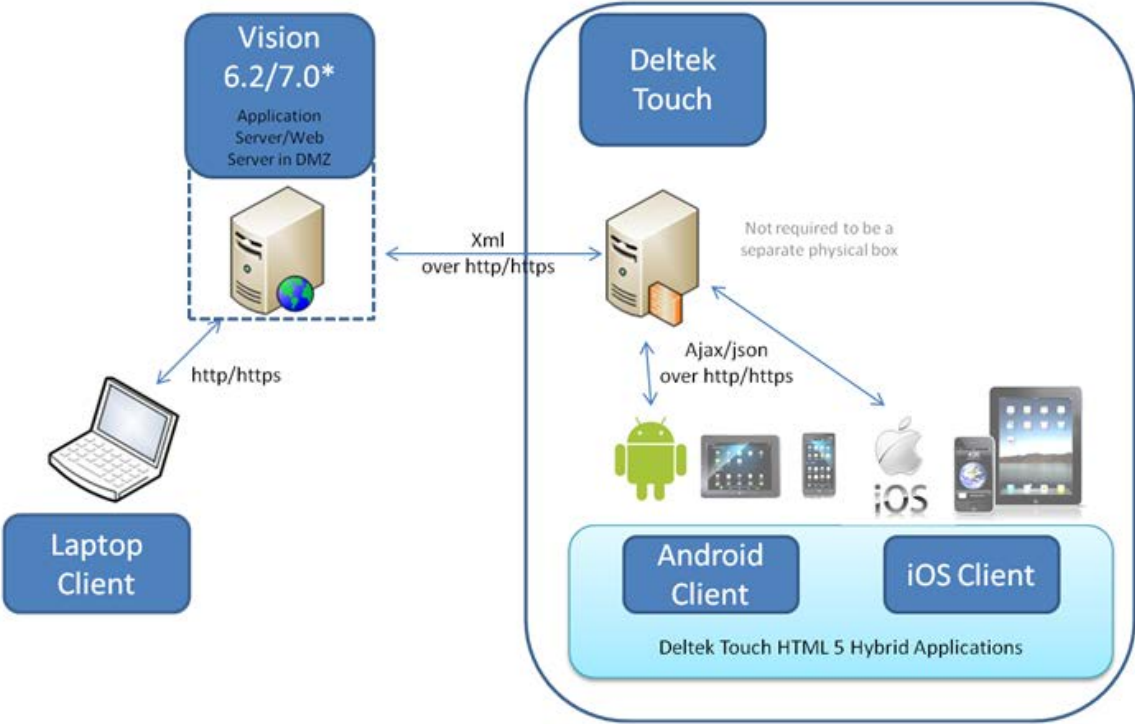 Vision
6.2/7.0*
Application
Server/Web
Server in DMZ
Deltek
Touch
Not required to be a
separate physical box
Xml
over http/https
http/https
Ajax/json
over http/https
iOS
Laptop
Client
Android
Client
iOS Client
Deltek Touch HTML 5 Hybrid Applications